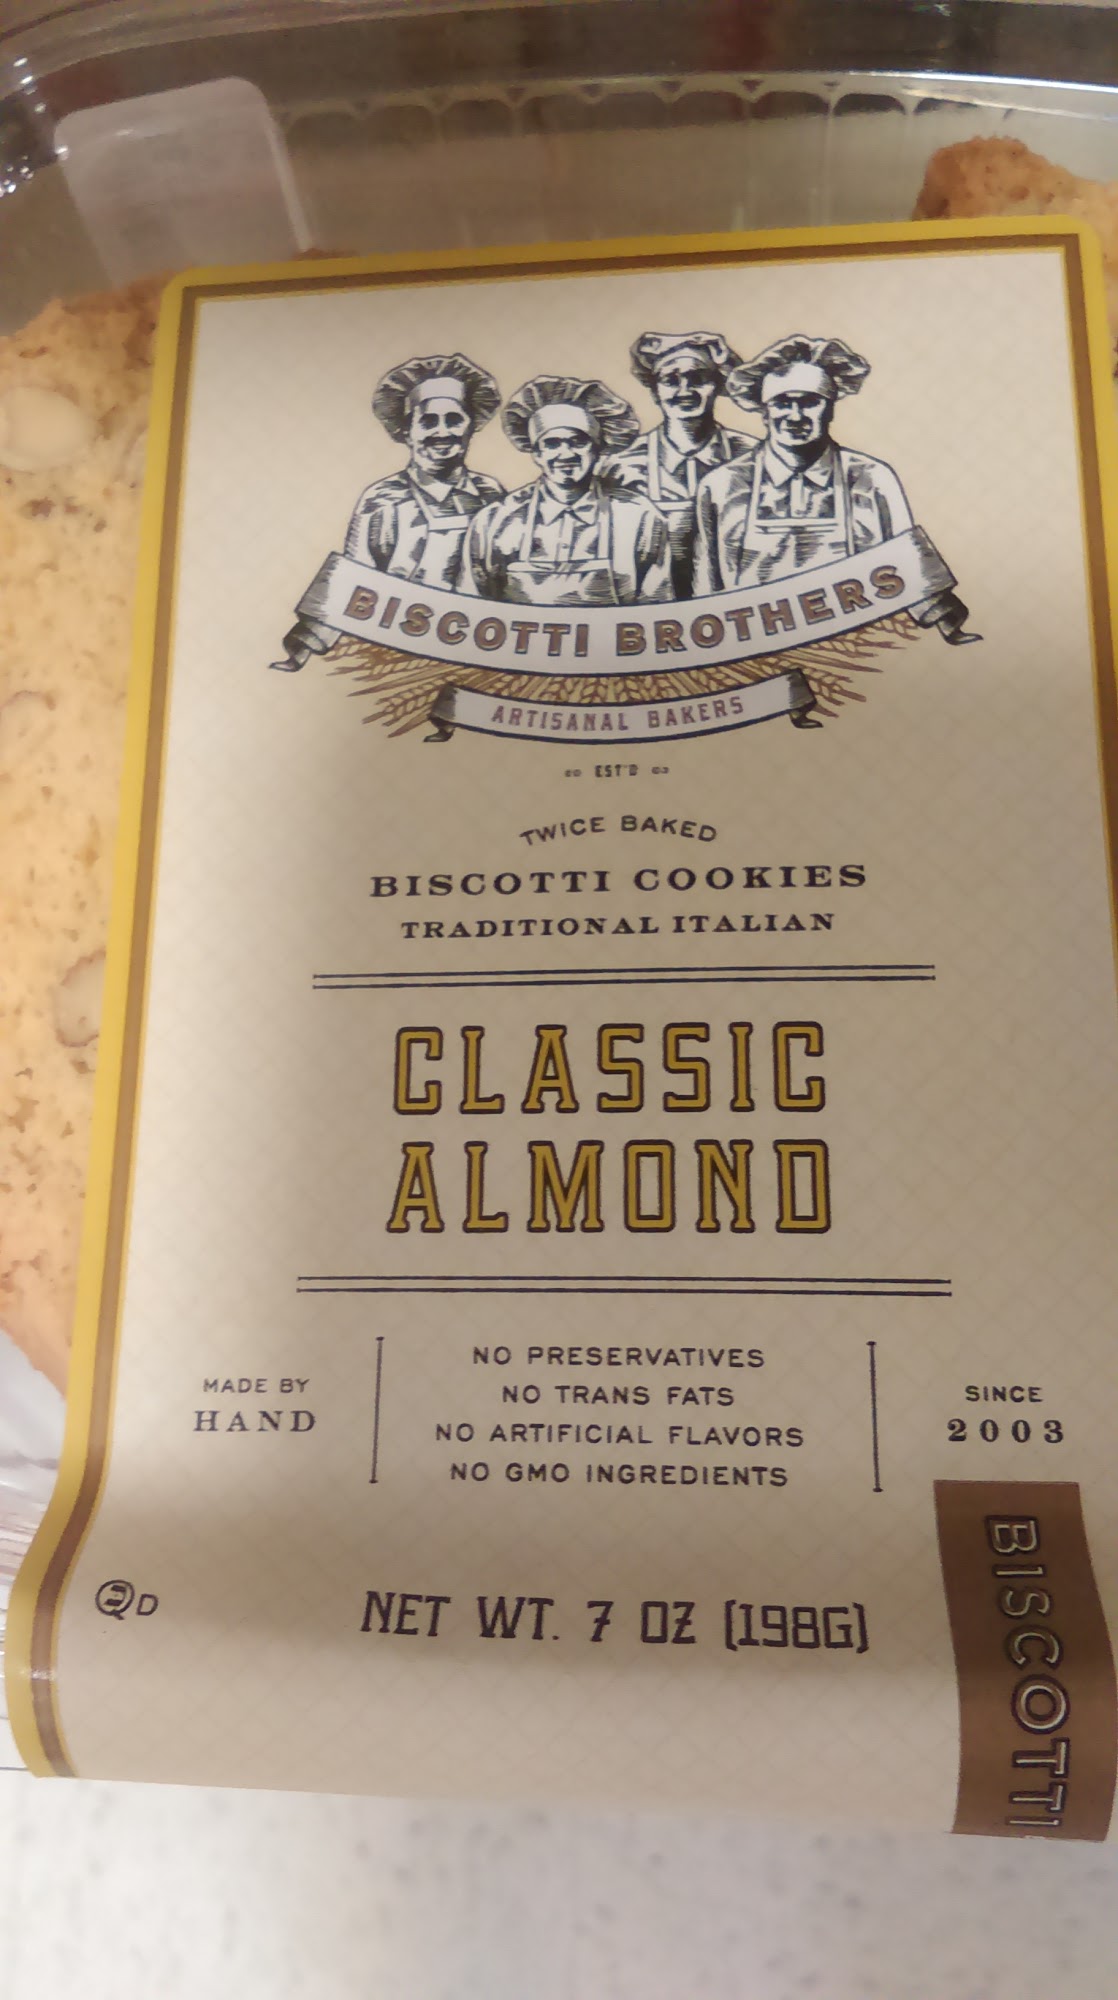 BISCOTTI BROTHERS
ARTISANAL BAKERS
EST'D
TWICE BAKED
BISCOTTI COOKIES
TRADITIONAL ITALIAN
CLASSIC
ALMOND
MADE BY
HAND
NO PRESERVATIVES
NO TRANS FATS
NO ARTIFICIAL FLAVORS
NO GMO INGREDIENTS
SINCE
2003
D
NET WT. 7 OZ (198G)
BISCOTTI